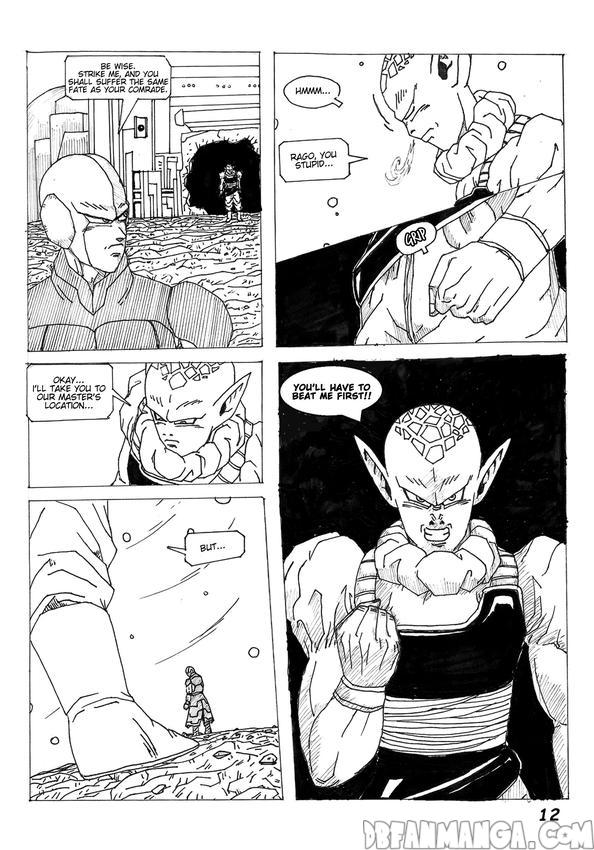 BE WISE.
STRIKE ME, AND YOU
SHALL SUFFER THE SAME
FATE AS YOUR COMRADE.
HMMM...
RAGO, YOU
STUPID...
GRIP
OKAY...
I'LL TAKE YOU TO
OUR MASTER'S
LOCATION...
BUT...
YOU'LL HAVE TO
BEAT ME FIRST!!
12
DBFANMANGA.COM